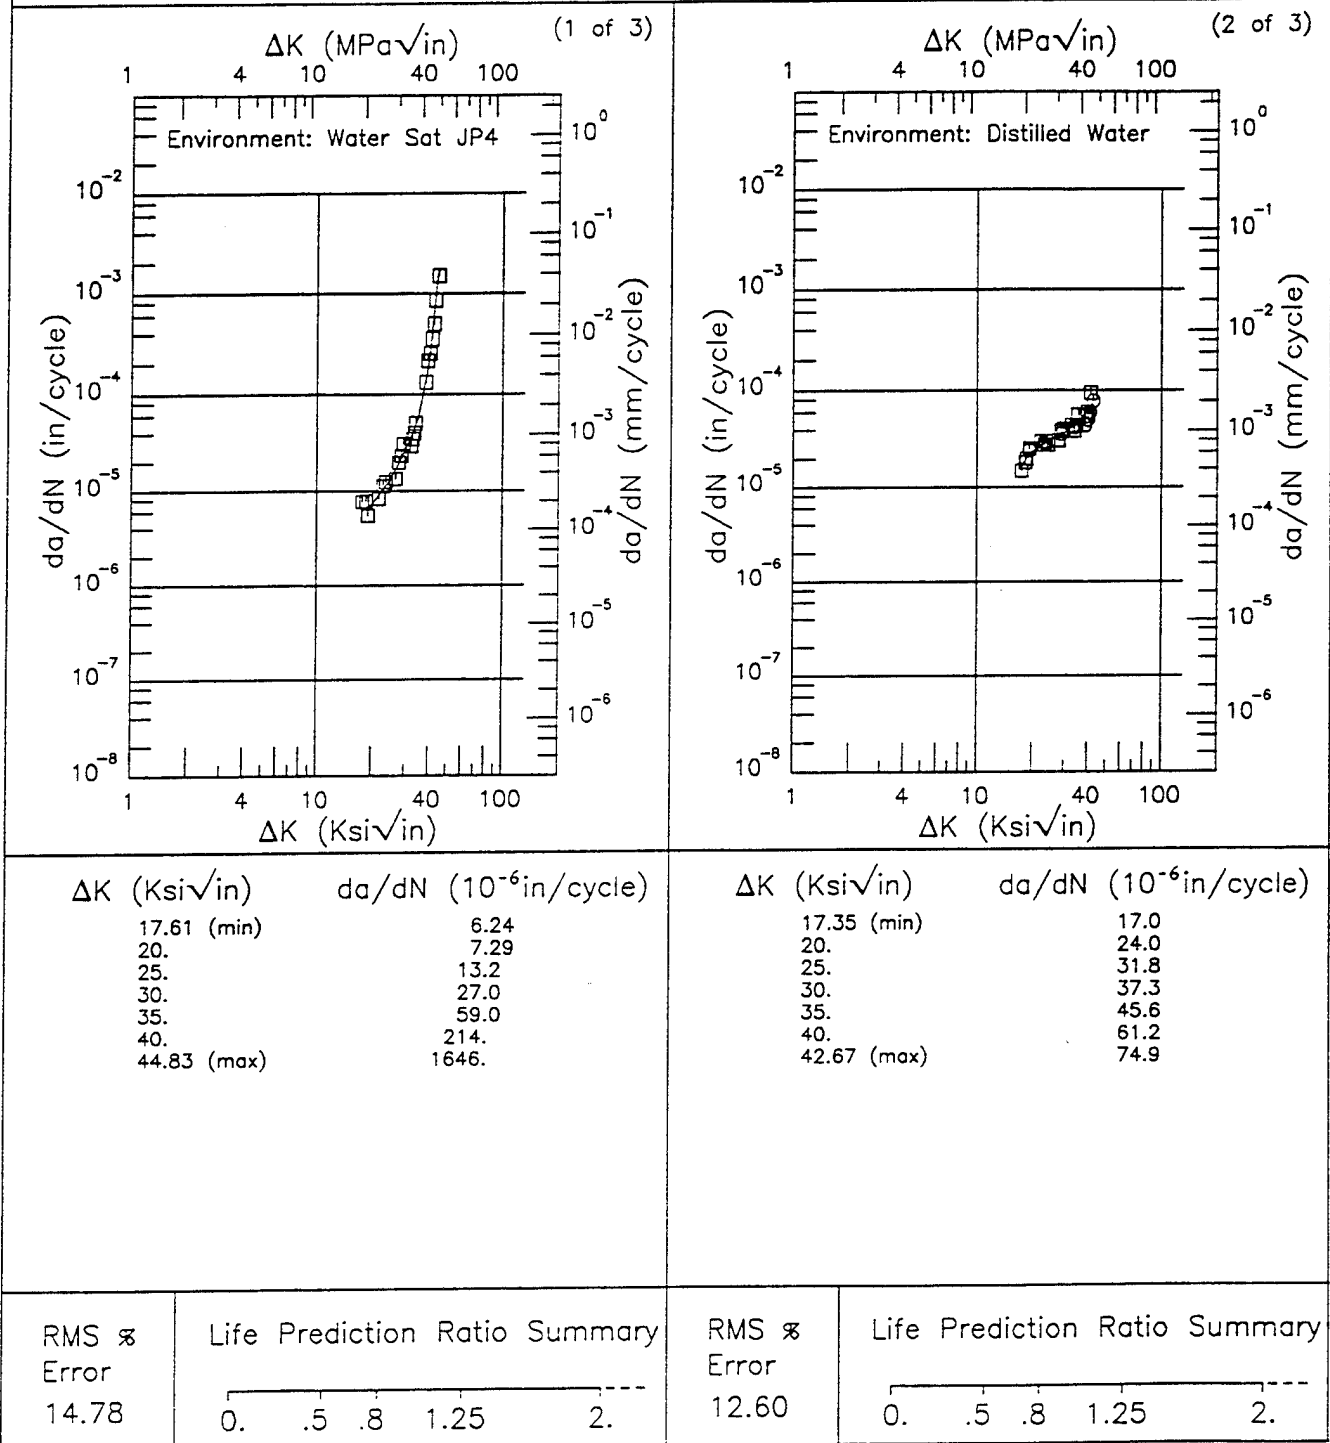 (1 of 3)
ΔK (MPa√in)
1 4 10 40 100
Environment: Water Sat JP4
10⁻²
10⁻³
10⁻⁴
10⁻⁵
10⁻⁶
10⁻⁷
10⁻⁸
da/dN (in/cycle)
10⁰
10⁻¹
10⁻²
10⁻³
10⁻⁴
10⁻⁵
10⁻⁶
da/dN (mm/cycle)
1 4 10 40 100
ΔK (Ksi√in)
ΔK (Ksi√in) da/dN (10⁻⁶in/cycle)
17.61 (min) 6.24
20. 7.29
25. 13.2
30. 27.0
35. 59.0
40. 214.
44.83 (max) 1646.
RMS %
Error
14.78
Life Prediction Ratio Summary
0. .5 .8 1.25 2.
(2 of 3)
ΔK (MPa√in)
1 4 10 40 100
Environment: Distilled Water
10⁻²
10⁻³
10⁻⁴
10⁻⁵
10⁻⁶
10⁻⁷
10⁻⁸
da/dN (in/cycle)
10⁰
10⁻¹
10⁻²
10⁻³
10⁻⁴
10⁻⁵
10⁻⁶
da/dN (mm/cycle)
1 4 10 40 100
ΔK (Ksi√in)
ΔK (Ksi√in) da/dN (10⁻⁶in/cycle)
17.35 (min) 17.0
20. 24.0
25. 31.8
30. 37.3
35. 45.6
40. 61.2
42.67 (max) 74.9
RMS %
Error
12.60
Life Prediction Ratio Summary
0. .5 .8 1.25 2.